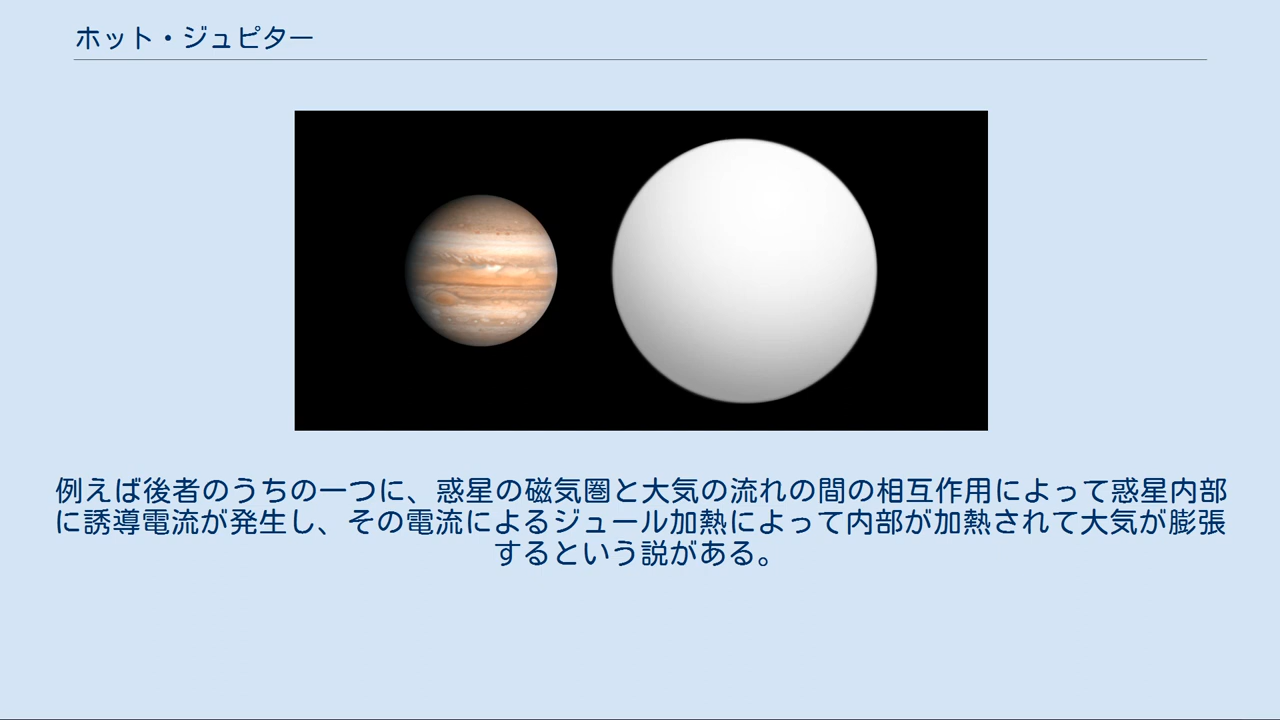 ホット・ジュピター
例えば後者のうちの一つに、惑星の磁気圏と大気の流れの間の相互作用によって惑星内部
に誘導電流が発生し、その電流によるジュール加熱によって内部が加熱されて大気が膨張
するという説がある。